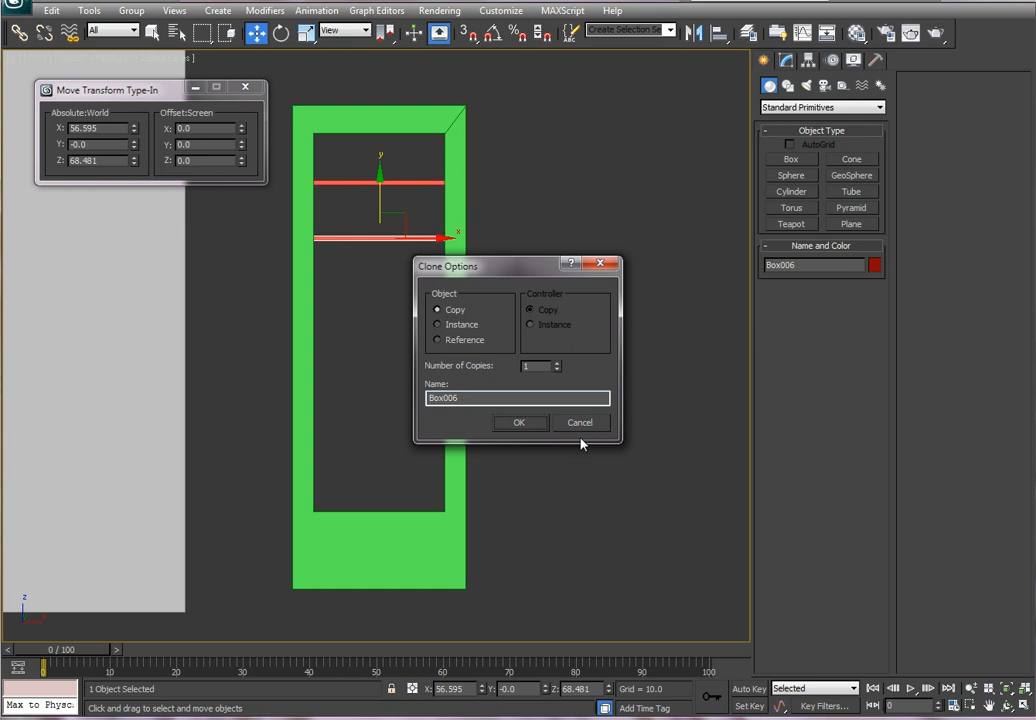 Edit Tools Group Views Create Modifiers Animation Graph Editors Rendering Customize MAXScript Help
All View Create Selection Se
Move Transform Type-In
Absolute:World Offset:Screen
X: 56.595 X: 0.0
Y: -0.0 Y: 0.0
Z: 68.481 Z: 0.0
y
x
Clone Options
Object Controller
Copy Copy
Instance Instance
Reference
Number of Copies: 1
Name:
Box006
OK Cancel
Standard Primitives
- Object Type
AutoGrid
Box Cone
Sphere GeoSphere
Cylinder Tube
Torus Pyramid
Teapot Plane
- Name and Color
Box006
z
< 0 / 100 >
0 10 20 30 40 50 60 70 80 90 100
1 Object Selected X: 56.595 Y: -0.0 Z: 68.481 Grid = 10.0 Auto Key Selected
Max to Physc Click and drag to select and move objects Add Time Tag Set Key Key Filters... 0